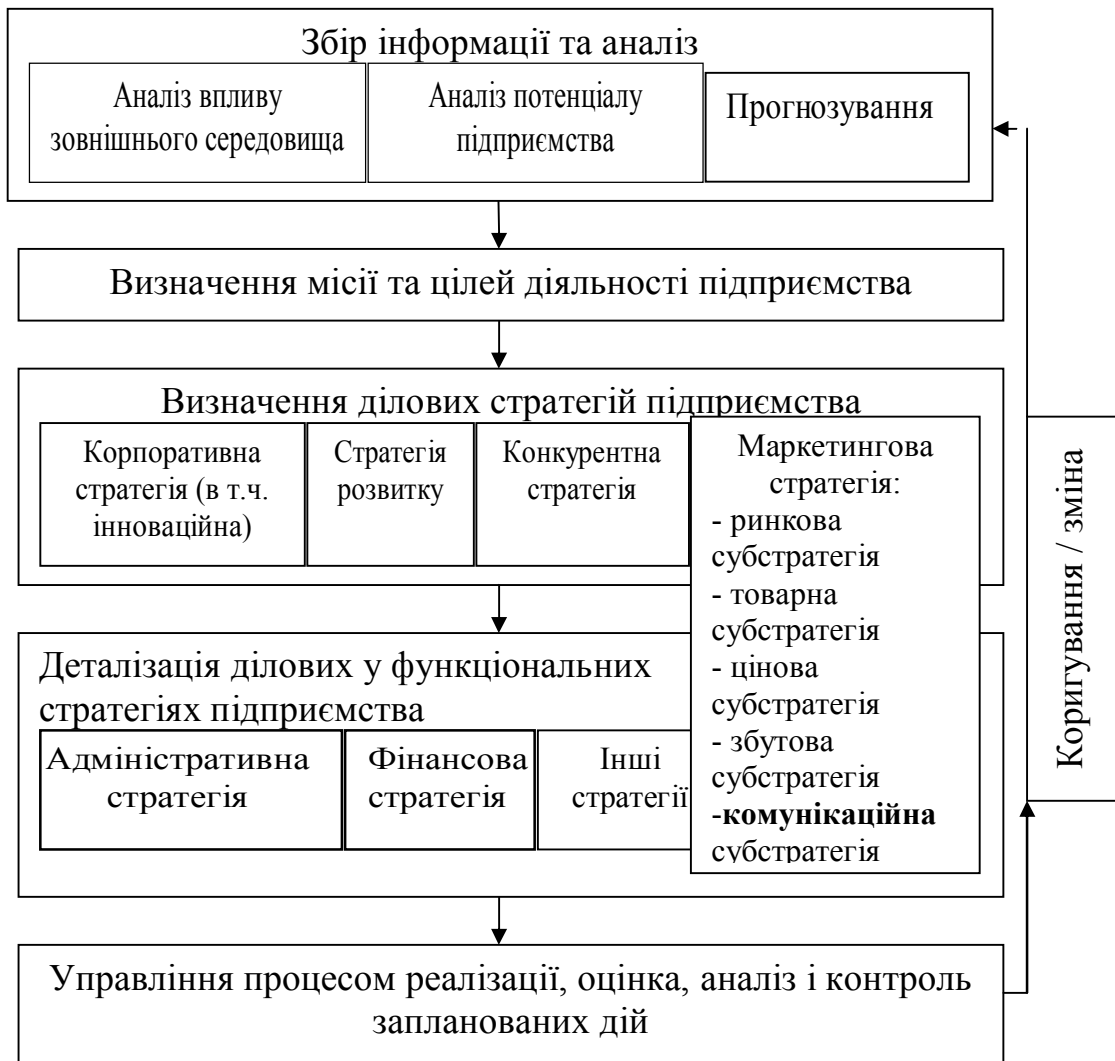 Збір інформації та аналіз
Аналіз впливу
зовнішнього середовища
Аналіз потенціалу
підприємства
Прогнозування
Визначення місії та цілей діяльності підприємства
Визначення ділових стратегій підприємства
Корпоративна
стратегія (в т.ч.
інноваційна)
Стратегія
розвитку
Конкурентна
стратегія
Маркетингова
стратегія:
- ринкова
субстратегія
- товарна
субстратегія
- цінова
субстратегія
- збутова
субстратегія
-комунікаційна
субстратегія
Деталізація ділових у функціональних
стратегіях підприємства
Адміністративна
стратегія
Фінансова
стратегія
Інші
стратегії
Управління процесом реалізації, оцінка, аналіз і контроль
запланованих дій
Коригування / зміна